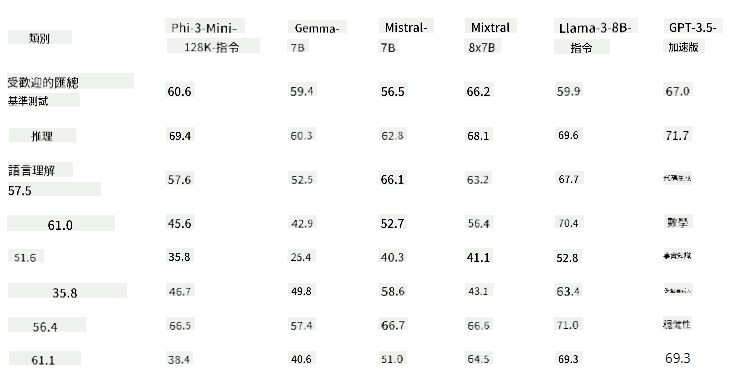 類別 Phi-3-Mini- Gemma- Mistral- Mixtral Llama-3-8B- GPT-3.5-
128K-指令 7B 7B 8x7B 指令 加速版
受歡迎的匯總
基準測試 60.6 59.4 56.5 66.2 59.9 67.0
推理 69.4 60.3 62.8 68.1 69.6 71.7
語言理解
57.5 57.6 52.5 66.1 63.2 67.7 代碼生成
61.0 45.6 42.9 52.7 56.4 70.4 數學
51.6 35.8 25.4 40.3 41.1 52.8 事實知識
35.8 46.7 49.8 58.6 43.1 63.4
56.4 66.5 57.4 66.7 66.6 71.0 穩健性
61.1 38.4 40.6 51.0 64.5 69.3 69.3